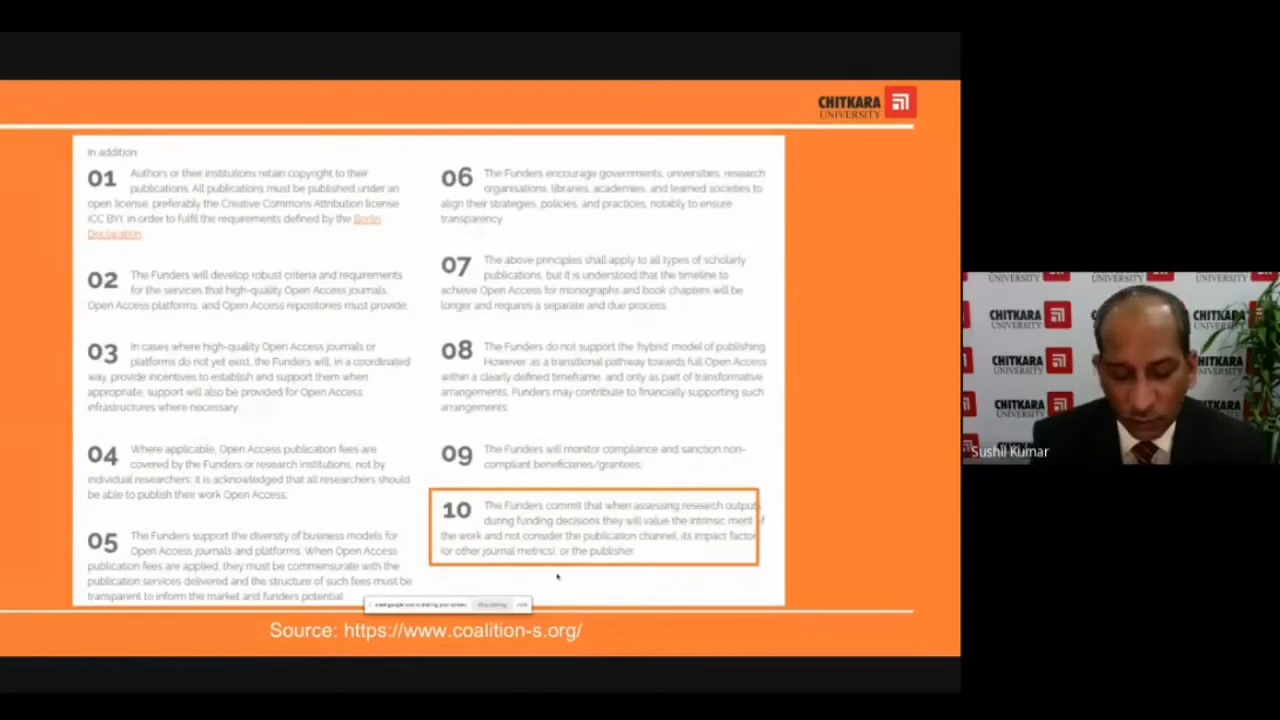 CHITKARA
UNIVERSITY
In addition:
01 Authors or their institutions retain copyright to their
publications. All publications must be published under an
open license, preferably the Creative Commons Attribution license
(CC BY), in order to fulfil the requirements defined by the Berlin
Declaration
02 The Funders will develop robust criteria and requirements
for the services that high-quality Open Access journals,
Open Access platforms, and Open Access repositories must provide
03 In cases where high-quality Open Access journals or
platforms do not yet exist, the Funders will, in a coordinated
way, provide incentives to establish and support them when
appropriate, support will also be provided for Open Access
infrastructures where necessary
04 Where applicable, Open Access publication fees are
covered by the Funders or research institutions, not by
individual researchers; it is acknowledged that all researchers should
be able to publish their work Open Access;
05 The Funders support the diversity of business models for
Open Access journals and platforms. When Open Access
publication fees are applied, they must be commensurate with the
publication services delivered and the structure of such fees must be
transparent to inform the market and funders potential
06 The Funders encourage governments, universities, research
organisations, libraries, academies, and learned societies to
align their strategies, policies, and practices, notably to ensure
transparency
07 The above principles shall apply to all types of scholarly
publications, but it is understood that the timeline to
achieve Open Access for monographs and book chapters will be
longer and requires a separate and due process
08 The Funders do not support the 'hybrid' model of publishing
However, as a transitional pathway towards full Open Access
within a clearly defined timeframe, and only as part of transformative
arrangements, Funders may contribute to financially supporting such
arrangements
09 The Funders will monitor compliance and sanction non-
compliant beneficiaries/grantees
10 The Funders commit that when assessing research outputs
during funding decisions they will value the intrinsic merit of
the work and not consider the publication channel, its impact factor
(or other journal metrics), or the publisher
meet.google.com is sharing your screen. Stop sharing Hide
Source: https://www.coalition-s.org/
CHITKARA
UNIVERSITY
CHITKARA
UNIVERSITY
CHITKARA
UNIVERSITY
CHITKARA
Sushil Kumar